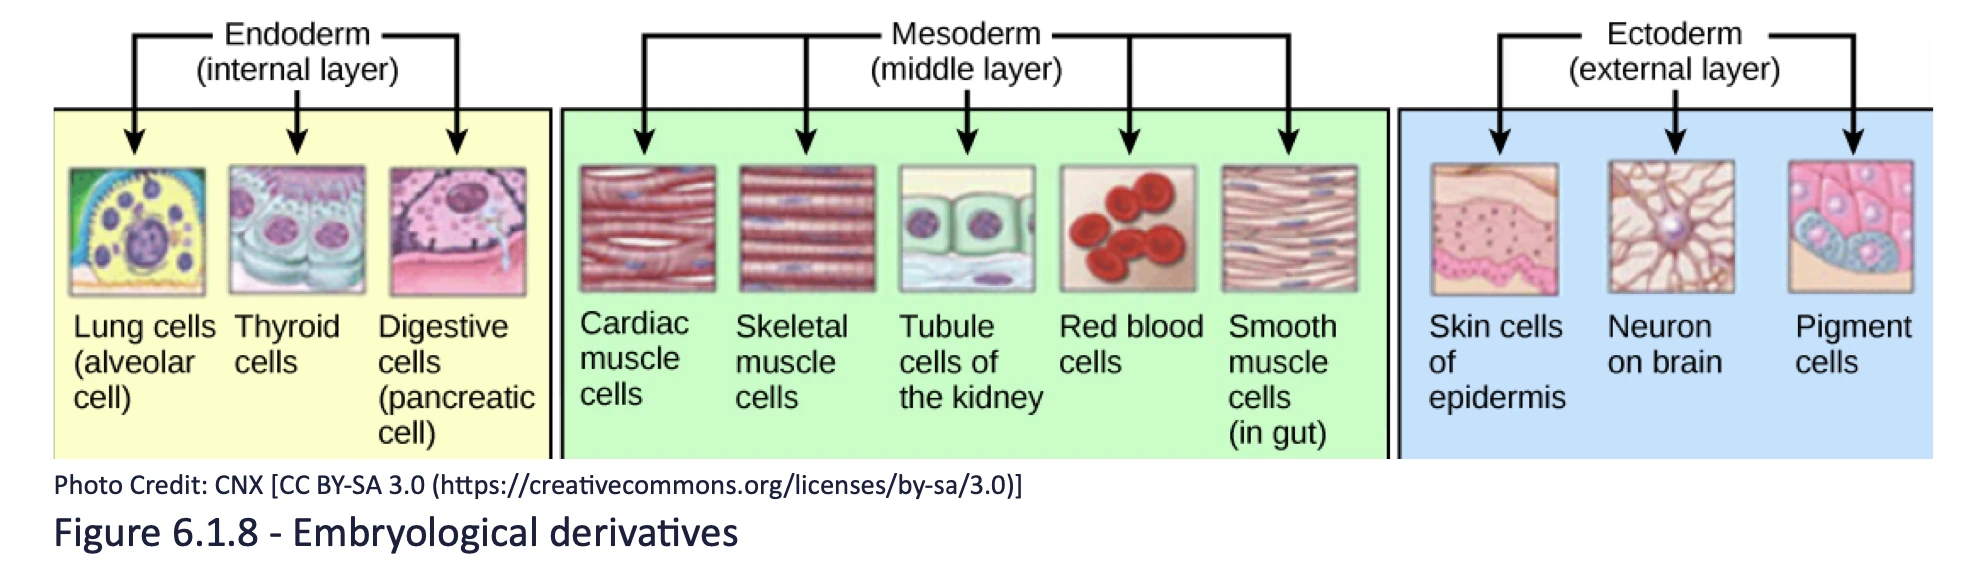 Endoderm
(internal layer)
Mesoderm
(middle layer)
Ectoderm
(external layer)
Lung cells
(alveolar
cell)
Thyroid
cells
Digestive
cells
(pancreatic
cell)
Cardiac
muscle
cells
Skeletal
muscle
cells
Tubule
cells of
the kidney
Red blood
cells
Smooth
muscle
cells
(in gut)
Skin cells
of
epidermis
Neuron
on brain
Pigment
cells
Photo Credit: CNX [CC BY-SA 3.0 (https://creativecommons.org/licenses/by-sa/3.0)]
Figure 6.1.8 - Embryological derivatives